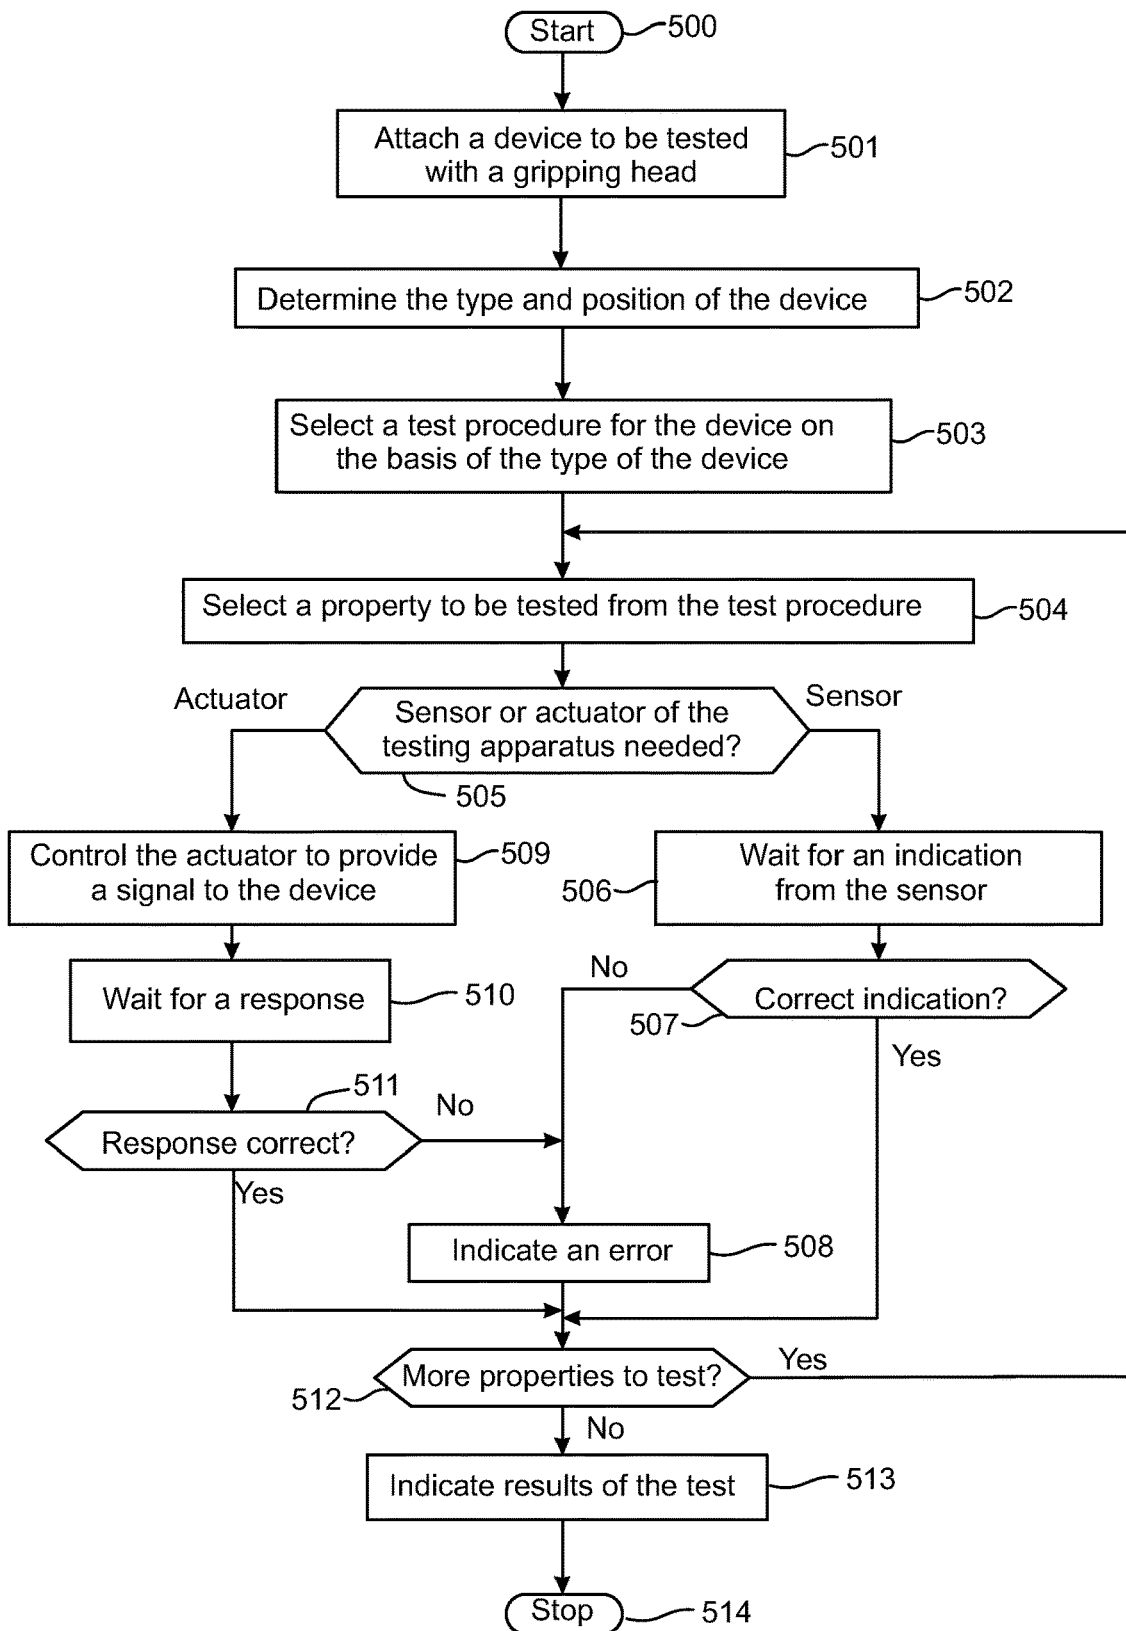 Start
500
Attach a device to be tested
with a gripping head
501
Determine the type and position of the device
502
Select a test procedure for the device on
the basis of the type of the device
503
Select a property to be tested from the test procedure
504
Actuator
Sensor
Sensor or actuator of the
testing apparatus needed?
505
Control the actuator to provide
a signal to the device
509
Wait for an indication
from the sensor
506
Wait for a response
510
No
Correct indication?
507
Yes
511
No
Response correct?
Yes
Indicate an error
508
More properties to test?
Yes
512
No
Indicate results of the test
513
Stop
514